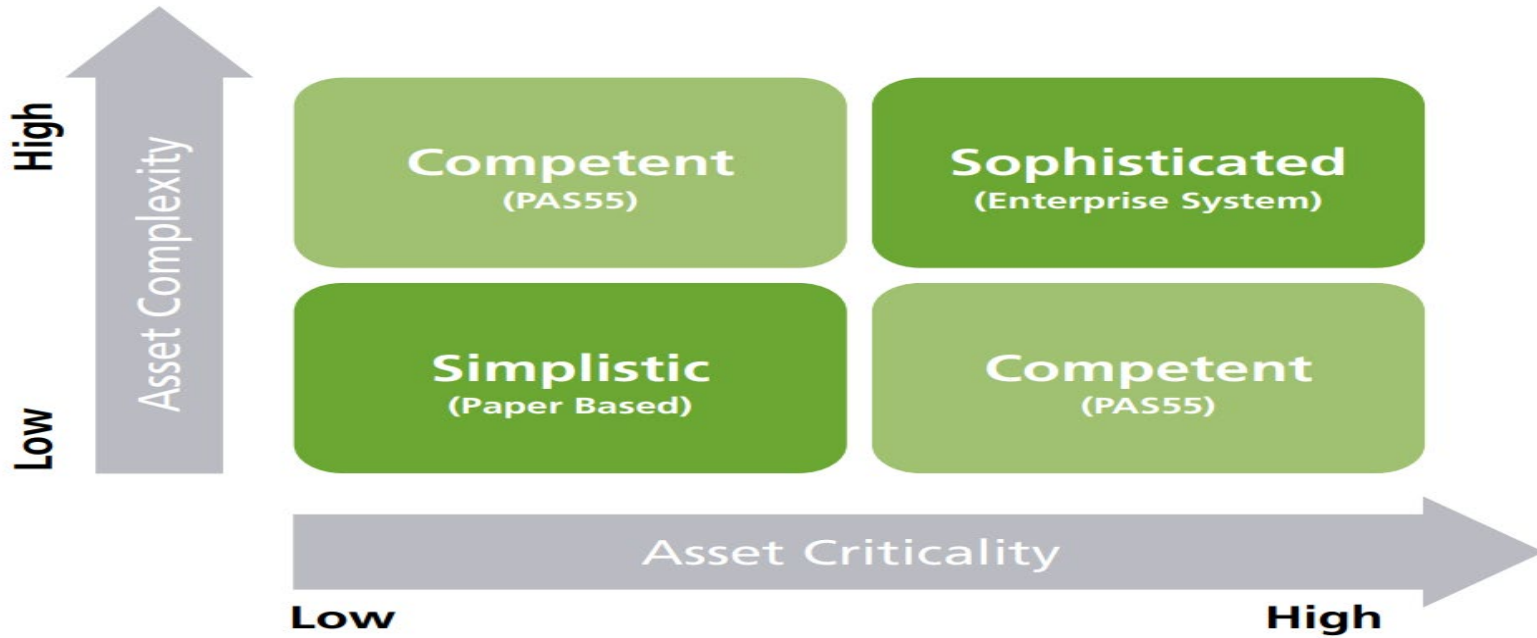 High
Asset Complexity
Low
Competent
(PAS55)
Sophisticated
(Enterprise System)
Simplistic
(Paper Based)
Competent
(PAS55)
Asset Criticality
Low
High